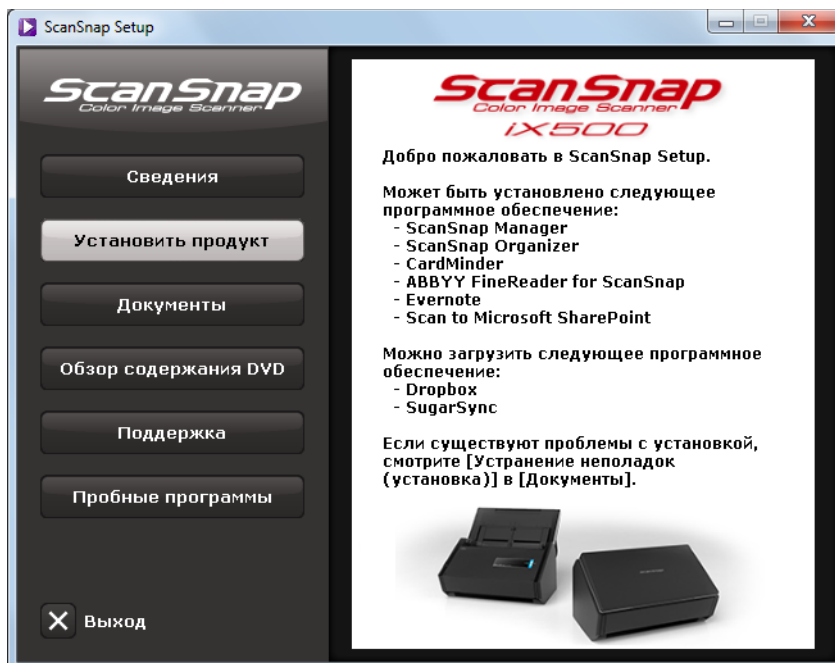 ScanSnap Setup
ScanSnap
Color Image Scanner
Сведения
Установить продукт
Документы
Обзор содержания DVD
Поддержка
Пробные программы
Выход
ScanSnap
Color Image Scanner
iX500
Добро пожаловать в ScanSnap Setup.
Может быть установлено следующее
программное обеспечение:
- ScanSnap Manager
- ScanSnap Organizer
- CardMinder
- ABBYY FineReader for ScanSnap
- Evernote
- Scan to Microsoft SharePoint
Можно загрузить следующее программное
обеспечение:
- Dropbox
- SugarSync
Если существуют проблемы с установкой,
смотрите [Устранение неполадок
(установка)] в [Документы].